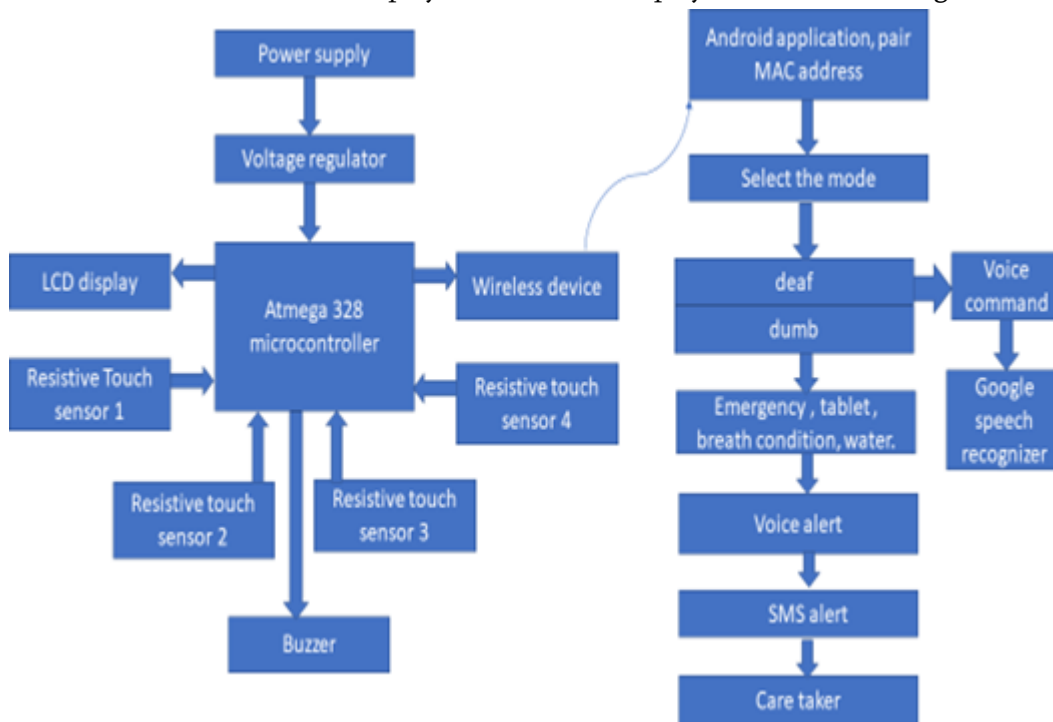 Power supply
Voltage regulator
Atmega 328
microcontroller
LCD display
Wireless device
Resistive Touch
sensor 1
Resistive touch
sensor 4
Resistive touch
sensor 2
Resistive touch
sensor 3
Buzzer
Android application, pair
MAC address
Select the mode
deaf
dumb
Voice
command
Google
speech
recognizer
Emergency , tablet ,
breath condition, water.
Voice alert
SMS alert
Care taker